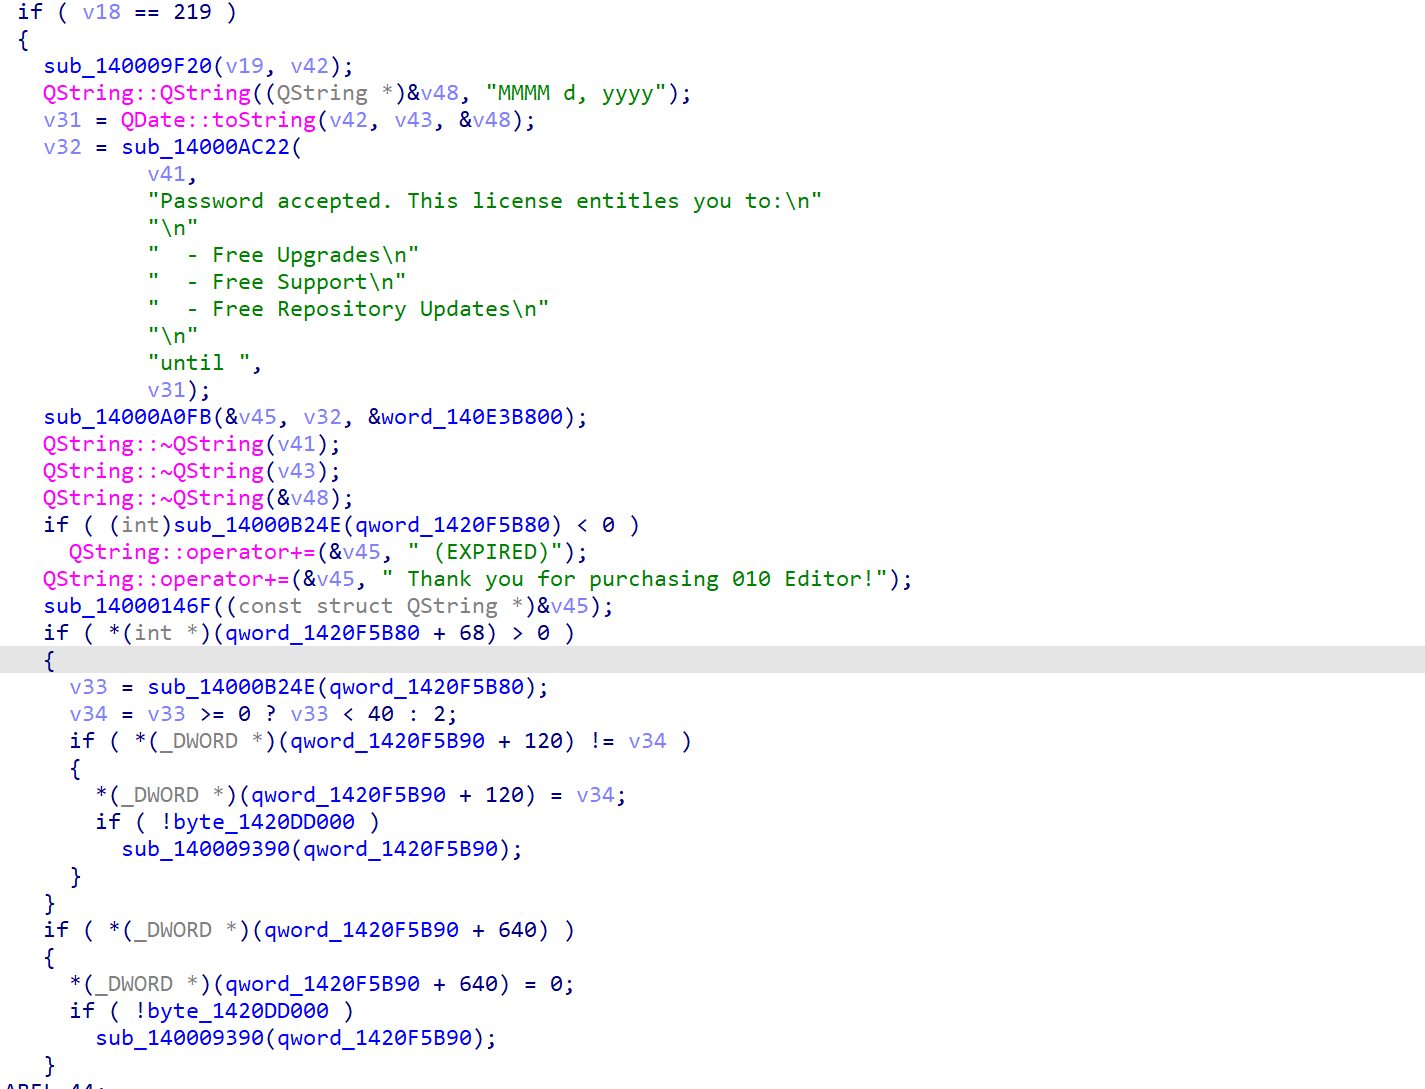 if ( v18 == 219 )
{
  sub_140009F20(v19, v42);
  QString::QString((QString *)&v48, "MMMM d, yyyy");
  v31 = QDate::toString(v42, v43, &v48);
  v32 = sub_14000AC22(
          v41,
          "Password accepted. This license entitles you to:\n"
          "\n"
          "  - Free Upgrades\n"
          "  - Free Support\n"
          "  - Free Repository Updates\n"
          "\n"
          "until ",
          v31);
  sub_14000A0FB(&v45, v32, &word_140E3B800);
  QString::~QString(v41);
  QString::~QString(v43);
  QString::~QString(&v48);
  if ( (int)sub_14000B24E(qword_1420F5B80) < 0 )
    QString::operator+=(&v45, " (EXPIRED)");
  QString::operator+=(&v45, " Thank you for purchasing 010 Editor!");
  sub_14000146F((const struct QString *)&v45);
  if ( *(int *)(qword_1420F5B80 + 68) > 0 )
  {
    v33 = sub_14000B24E(qword_1420F5B80);
    v34 = v33 >= 0 ? v33 < 40 : 2;
    if ( *(_DWORD *)(qword_1420F5B90 + 120) != v34 )
    {
      *(_DWORD *)(qword_1420F5B90 + 120) = v34;
      if ( !byte_1420DD000 )
        sub_140009390(qword_1420F5B90);
    }
  }
  if ( *(_DWORD *)(qword_1420F5B90 + 640) )
  {
    *(_DWORD *)(qword_1420F5B90 + 640) = 0;
    if ( !byte_1420DD000 )
      sub_140009390(qword_1420F5B90);
  }